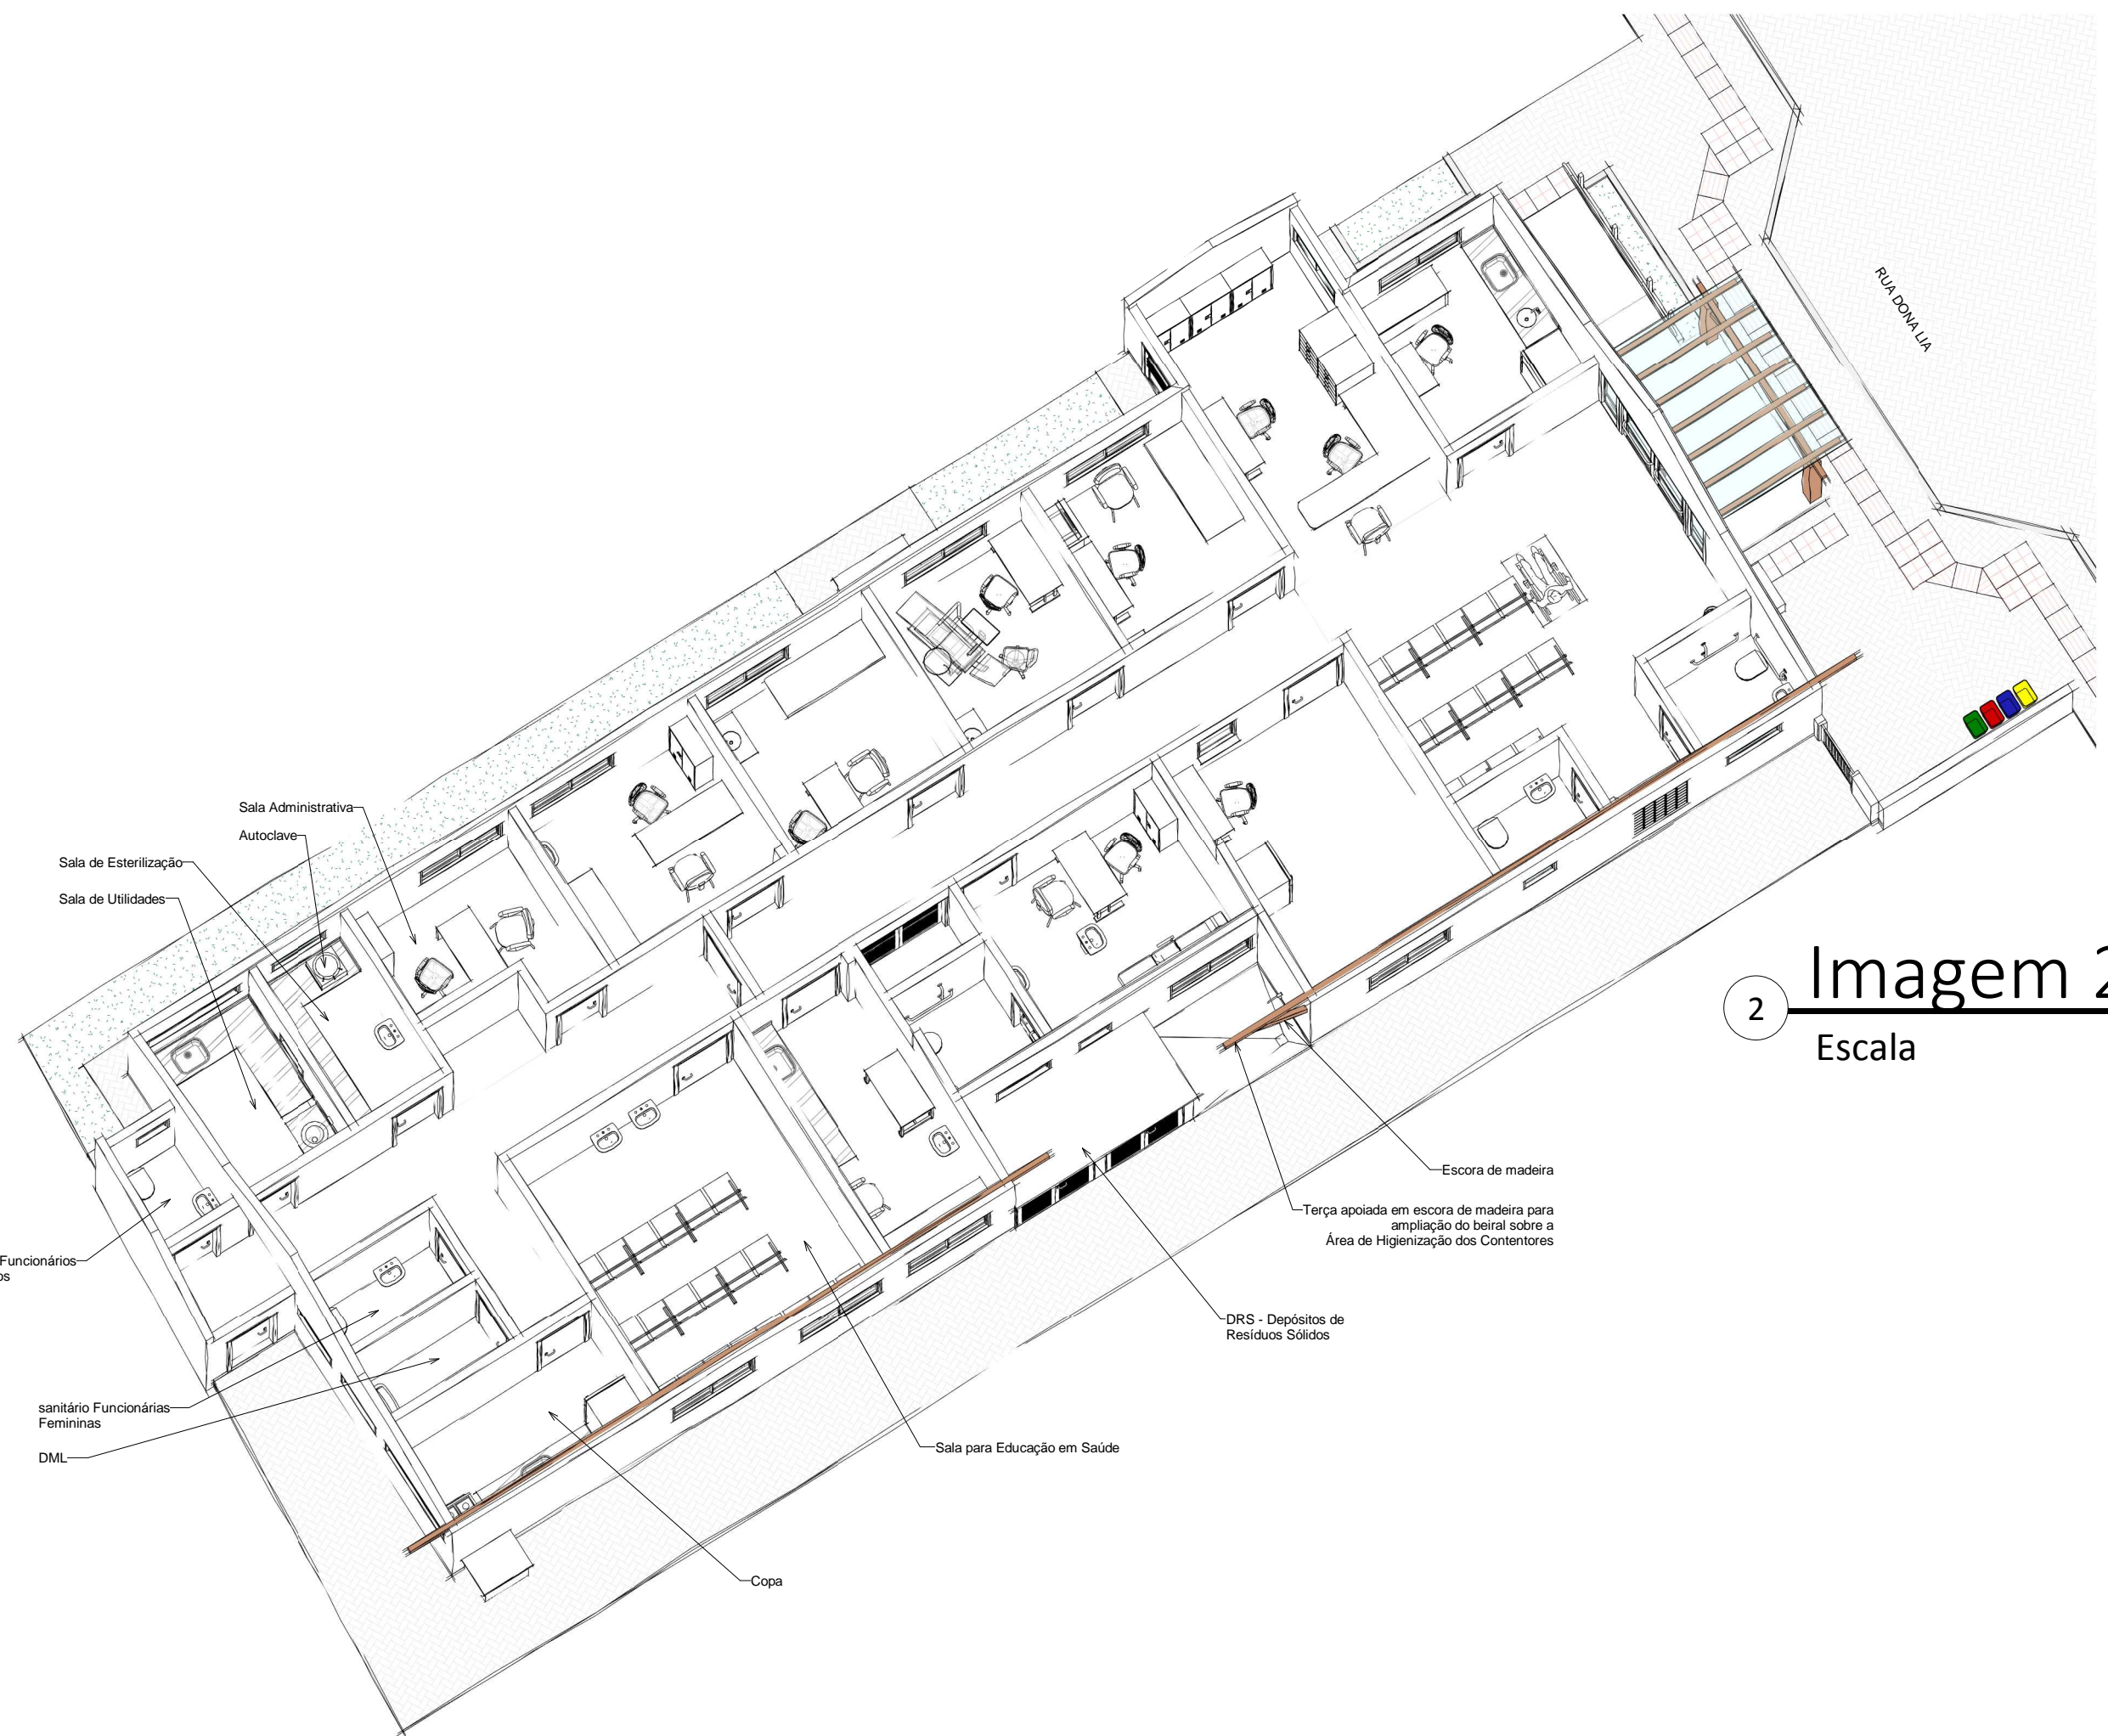 RUA DONA LIA
Sala Administrativa
Autoclave
Sala de Esterilização
Sala de Utilidades
2
Imagem 2
Escala
Escora de madeira
Terça apoiada em escora de madeira para
ampliação do beiral sobre a
Área de Higienização dos Contentores
Funcionários
os
DRS - Depósitos de
Resíduos Sólidos
sanitário Funcionárias
Femininas
DML
Sala para Educação em Saúde
Copa